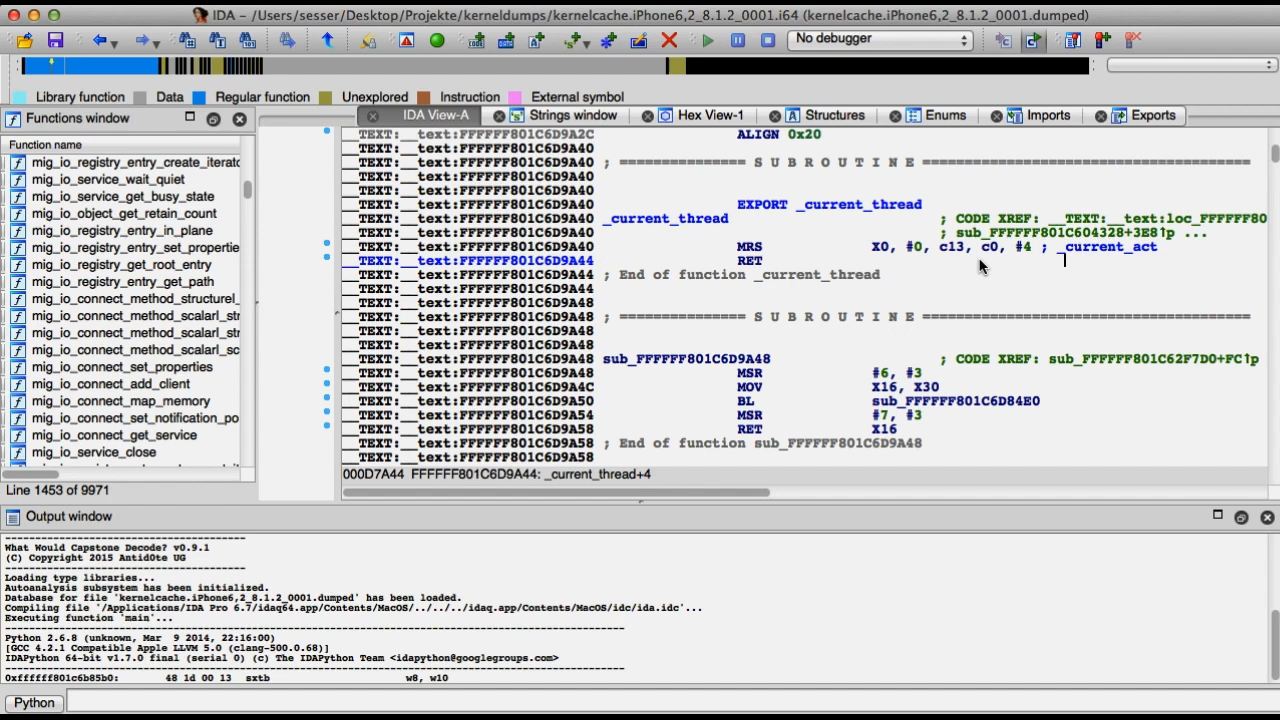 IDA - /Users/sesser/Desktop/Projekte/kerneldumps/kernelcache.iPhone6,2_8.1.2_0001.i64 (kernelcache.iPhone6,2_8.1.2_0001.dumped)
No debugger
Library function Data Regular function Unexplored Instruction External symbol
Functions window
IDA View-A Strings window Hex View-1 Structures Enums Imports Exports
Function name
mig_io_registry_entry_create_iterato
mig_io_service_wait_quiet
mig_io_service_get_busy_state
mig_io_object_get_retain_count
mig_io_registry_entry_in_plane
mig_io_registry_entry_set_propertie
mig_io_registry_get_root_entry
mig_io_registry_entry_get_path
mig_io_connect_method_structurel_
mig_io_connect_method_scalarl_str
mig_io_connect_method_scalarl_str
mig_io_connect_method_scalarl_sc
mig_io_connect_set_properties
mig_io_connect_add_client
mig_io_connect_map_memory
mig_io_connect_set_notification_po
mig_io_connect_get_service
mig_io_service_close
Line 1453 of 9971
__TEXT:__text:FFFFFF801C6D9A2C ALIGN 0x20
__TEXT:__text:FFFFFF801C6D9A40
__TEXT:__text:FFFFFF801C6D9A40 ; =============== S U B R O U T I N E =======================================
__TEXT:__text:FFFFFF801C6D9A40
__TEXT:__text:FFFFFF801C6D9A40
__TEXT:__text:FFFFFF801C6D9A40 EXPORT _current_thread
__TEXT:__text:FFFFFF801C6D9A40 _current_thread ; CODE XREF: __TEXT:__text:loc_FFFFFF80
__TEXT:__text:FFFFFF801C6D9A40 ; sub_FFFFFF801C604328+3E8↑p ...
__TEXT:__text:FFFFFF801C6D9A40 MRS X0, #0, c13, c0, #4 ; _current_act
__TEXT:__text:FFFFFF801C6D9A44 RET
__TEXT:__text:FFFFFF801C6D9A44 ; End of function _current_thread
__TEXT:__text:FFFFFF801C6D9A44
__TEXT:__text:FFFFFF801C6D9A48
__TEXT:__text:FFFFFF801C6D9A48 ; =============== S U B R O U T I N E =======================================
__TEXT:__text:FFFFFF801C6D9A48
__TEXT:__text:FFFFFF801C6D9A48
__TEXT:__text:FFFFFF801C6D9A48 sub_FFFFFF801C6D9A48 ; CODE XREF: sub_FFFFFF801C62F7D0+FC↑p
__TEXT:__text:FFFFFF801C6D9A48 MSR #6, #3
__TEXT:__text:FFFFFF801C6D9A4C MOV X16, X30
__TEXT:__text:FFFFFF801C6D9A50 BL sub_FFFFFF801C6D84E0
__TEXT:__text:FFFFFF801C6D9A54 MSR #7, #3
__TEXT:__text:FFFFFF801C6D9A58 RET X16
__TEXT:__text:FFFFFF801C6D9A58 ; End of function sub_FFFFFF801C6D9A48
__TEXT:__text:FFFFFF801C6D9A58
000D7A44 FFFFFF801C6D9A44: _current_thread+4
Output window
---------------------------------------
What Would Capstone Decode? v0.9.1
(C) Copyright 2015 Antid0te UG
---------------------------------------
Loading type libraries...
Autoanalysis subsystem has been initialized.
Database for file 'kernelcache.iPhone6,2_8.1.2_0001.dumped' has been loaded.
Compiling file '/Applications/IDA Pro 6.7/idaq64.app/Contents/MacOS/../../../idaq.app/Contents/MacOS/idc/ida.idc'...
Executing function 'main'...
Python 2.6.8 (unknown, Mar 9 2014, 22:16:00)
[GCC 4.2.1 Compatible Apple LLVM 5.0 (clang-500.0.68)]
IDAPython 64-bit v1.7.0 final (serial 0) (c) The IDAPython Team <idapython@googlegroups.com>
0xffffff801c6b85b0: 48 1d 00 13 sxtb w8, w10
Python